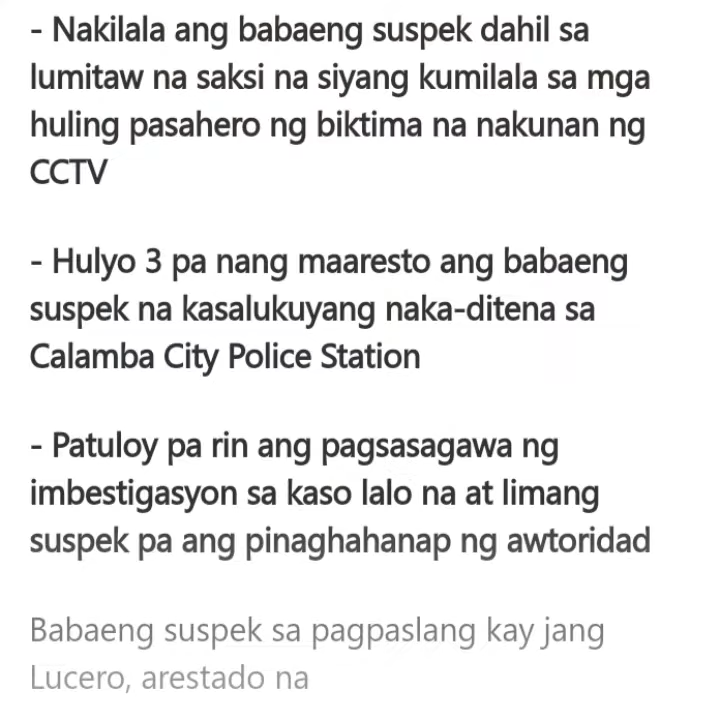 - Nakilala ang babaeng suspek dahil sa
lumitaw na saksi na siyang kumilala sa mga
huling pasahero ng biktima na nakunan ng
CCTV
- Hulyo 3 pa nang maaresto ang babaeng
suspek na kasalukuyang naka-ditena sa
Calamba City Police Station
- Patuloy pa rin ang pagsasagawa ng
imbestigasyon sa kaso lalo na at limang
suspek pa ang pinaghahanap ng awtoridad
Babaeng suspek sa pagpaslang kay jang
Lucero, arestado na